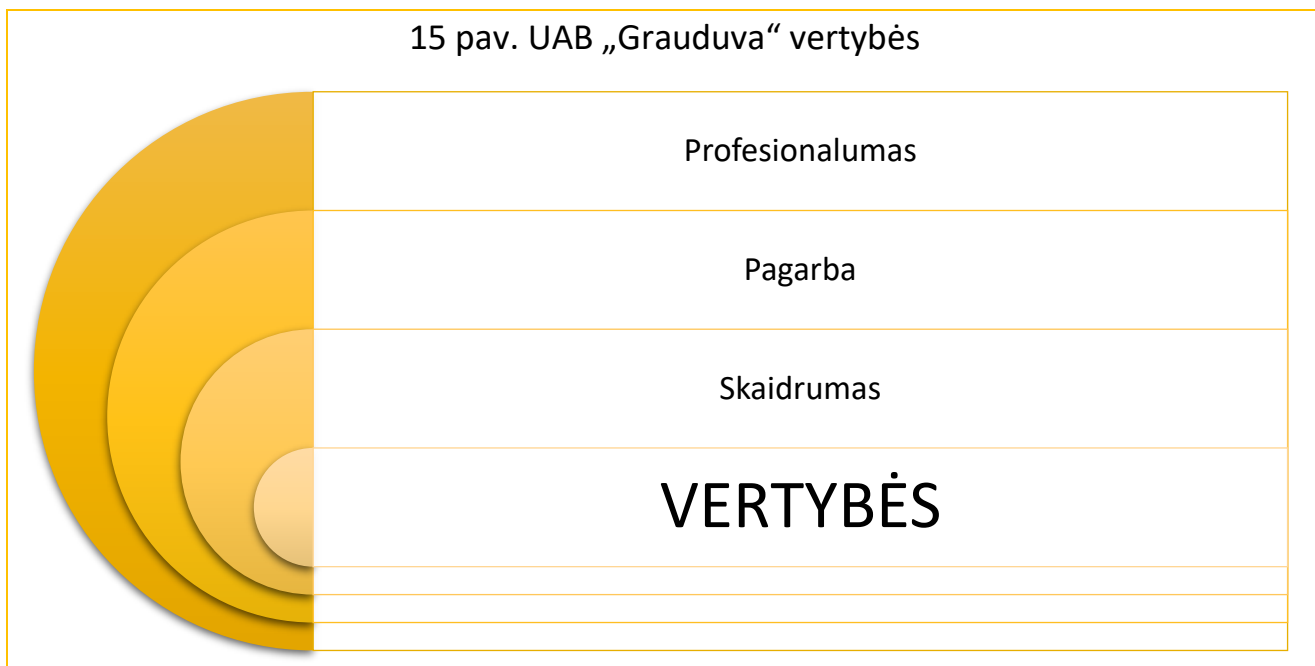 15 pav. UAB „Grauduva“ vertybės
Profesionalumas
Pagarba
Skaidrumas
VERTYBĖS